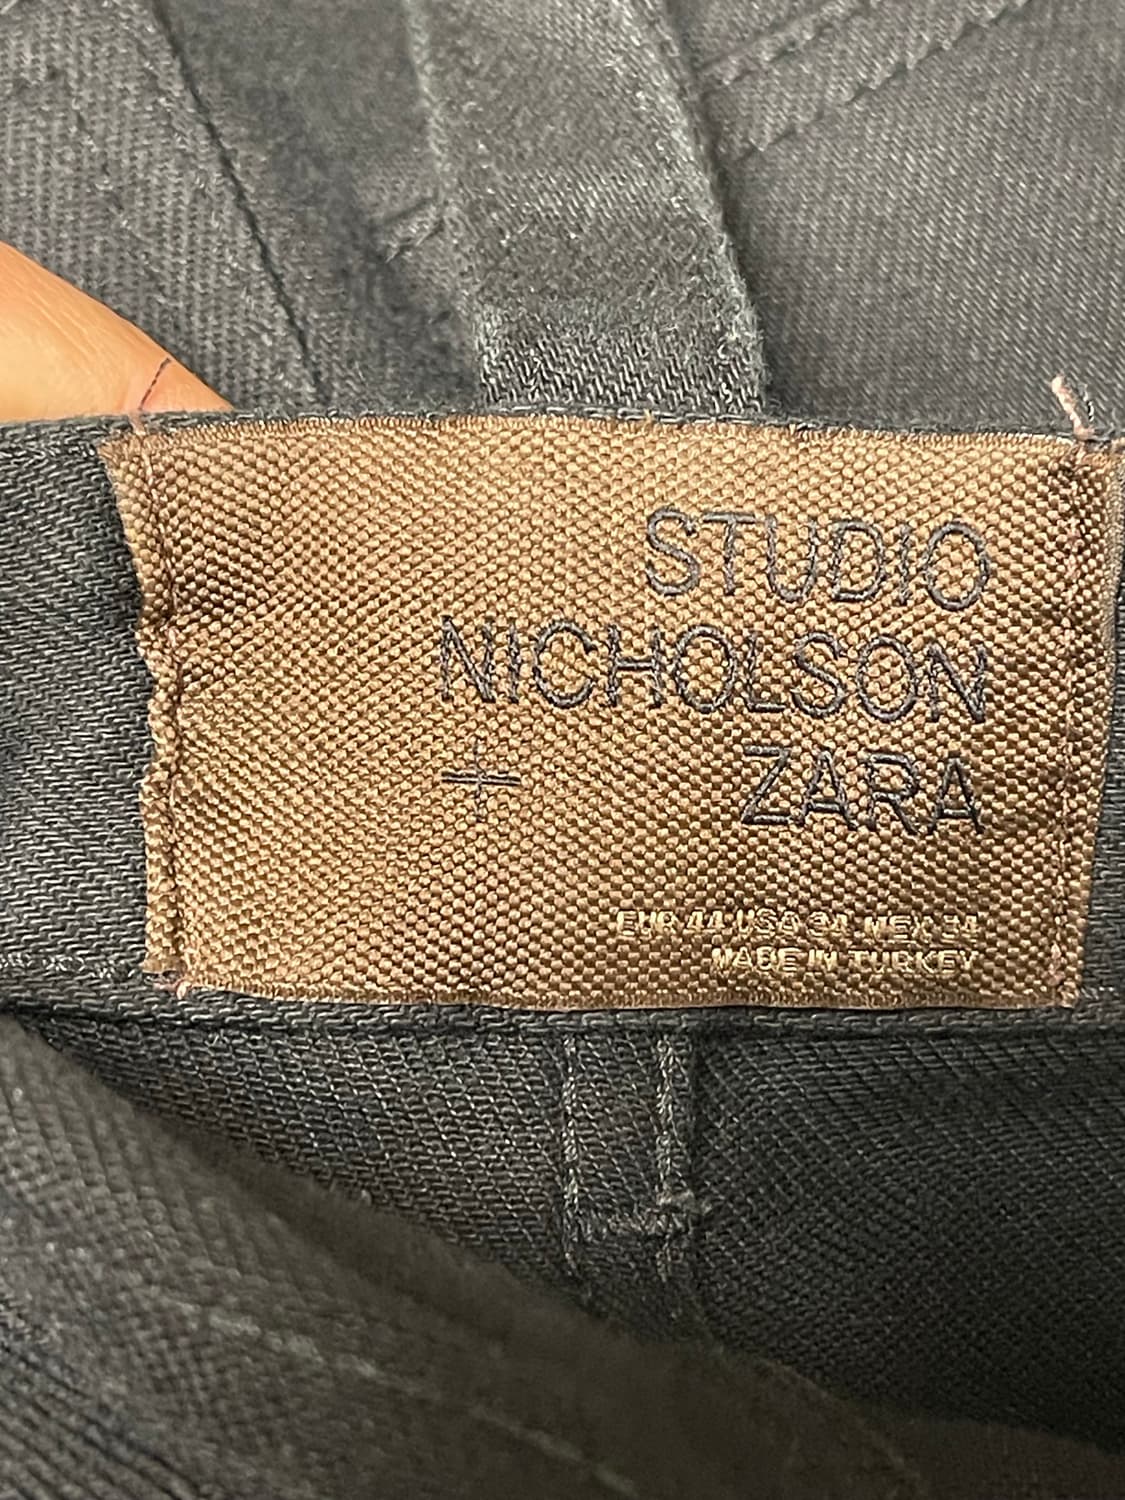 STUDIO
NICHOLSON
+ ZARA
EUR 44 USA 34 MEX 34
MADE IN TURKEY